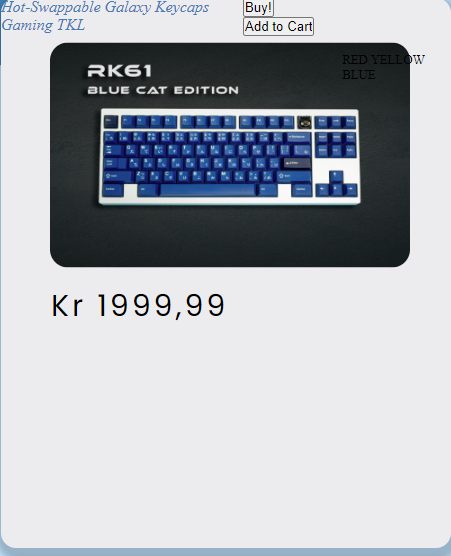 Hot-Swappable Galaxy Keycaps
Gaming TKL
Buy!
Add to Cart
RED YELLOW
BLUE
RK61
BLUE CAT EDITION
Kr 1999,99